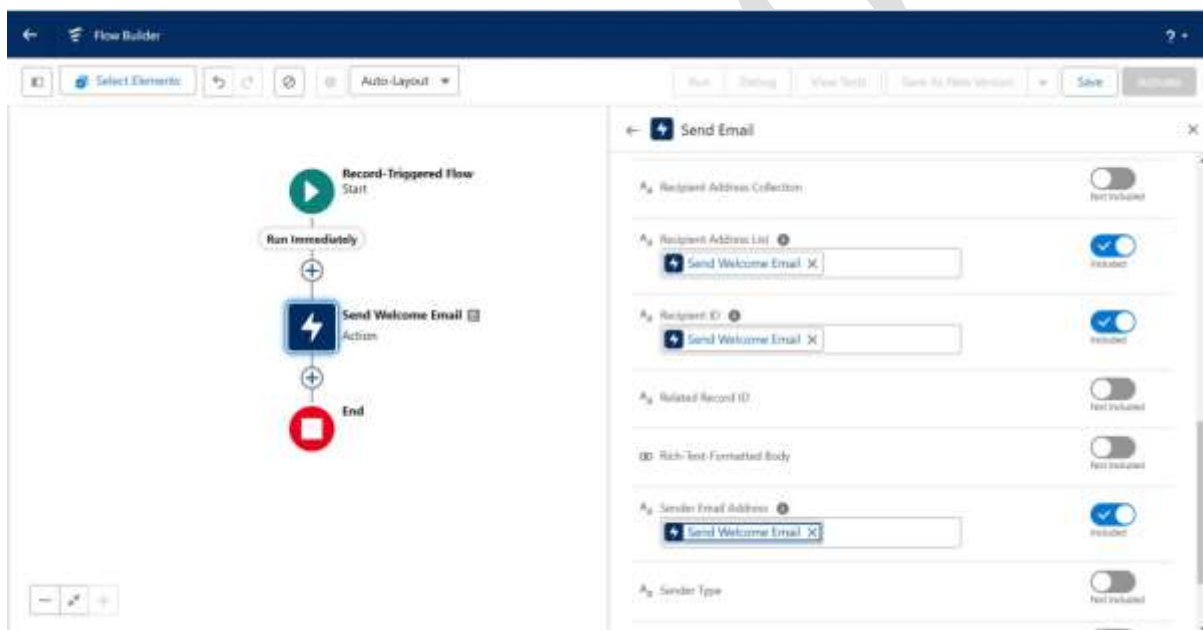 Flow Builder
?
Select Elements
Auto-Layout
Run
Debug
View Tests
Save As New Version
Save
Activate
Send Email
Record-Triggered Flow
Start
Run Immediately
Send Welcome Email
Action
End
Recipient Address Collection
Not Included
Recipient Address List
Send Welcome Email
Included
Recipient ID
Send Welcome Email
Included
Related Record ID
Not Included
Rich-Text-Formatted Body
Not Included
Sender Email Address
Send Welcome Email
Included
Sender Type
Not Included